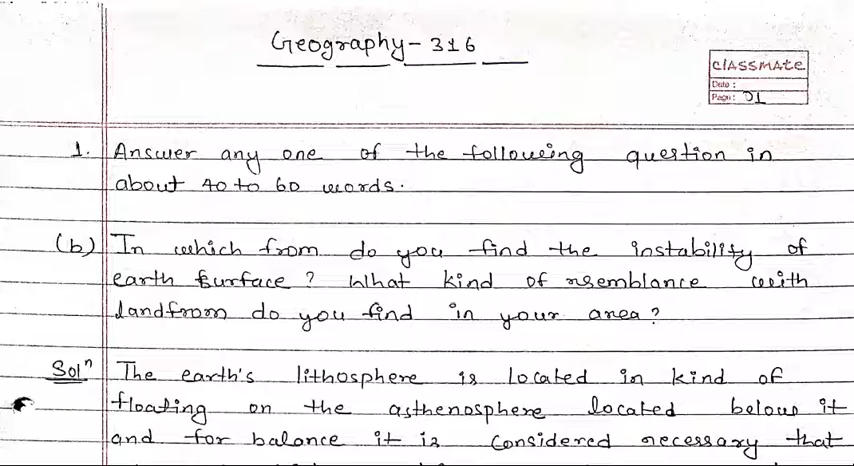 Geography - 316
CLASSMATE
Date :
Page : 01
1. Answer any one of the following question in
about 40 to 60 words.
(b) In which from do you find the instability of
earth surface ? What kind of resemblance with
landfrom do you find in your area ?
Solⁿ The earth's lithosphere is located in kind of
floating on the asthenosphere located below it
and for balance it is considered necessary that